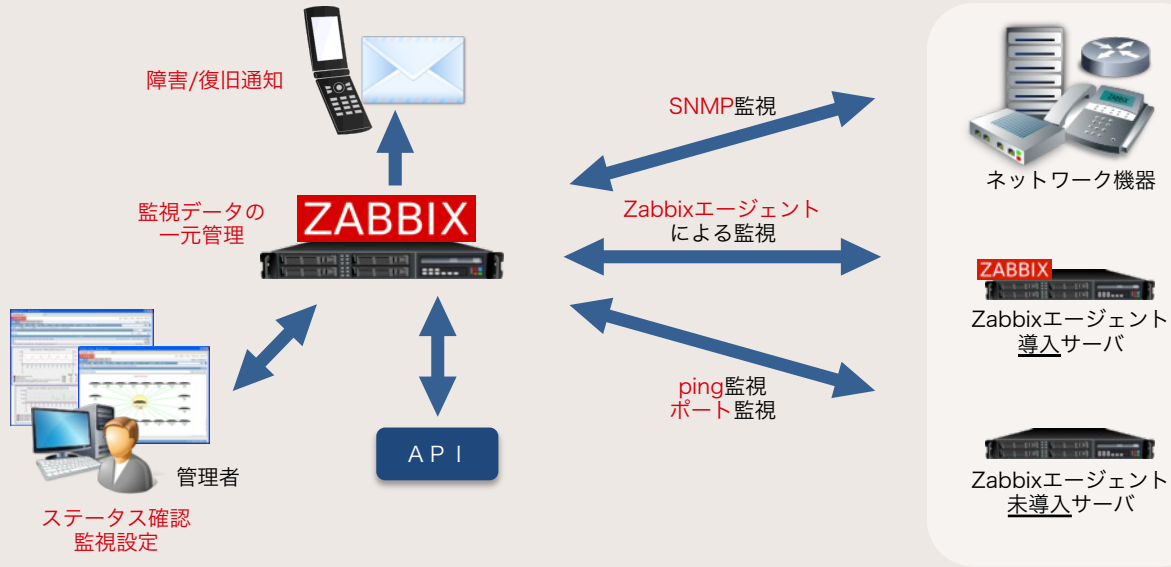 障害/復旧通知
監視データの
一元管理
ZABBIX
SNMP監視
Zabbixエージェント
による監視
ping監視
ポート監視
API
管理者
ステータス確認
監視設定
ネットワーク機器
ZABBIX
Zabbixエージェント
導入サーバ
Zabbixエージェント
未導入サーバ